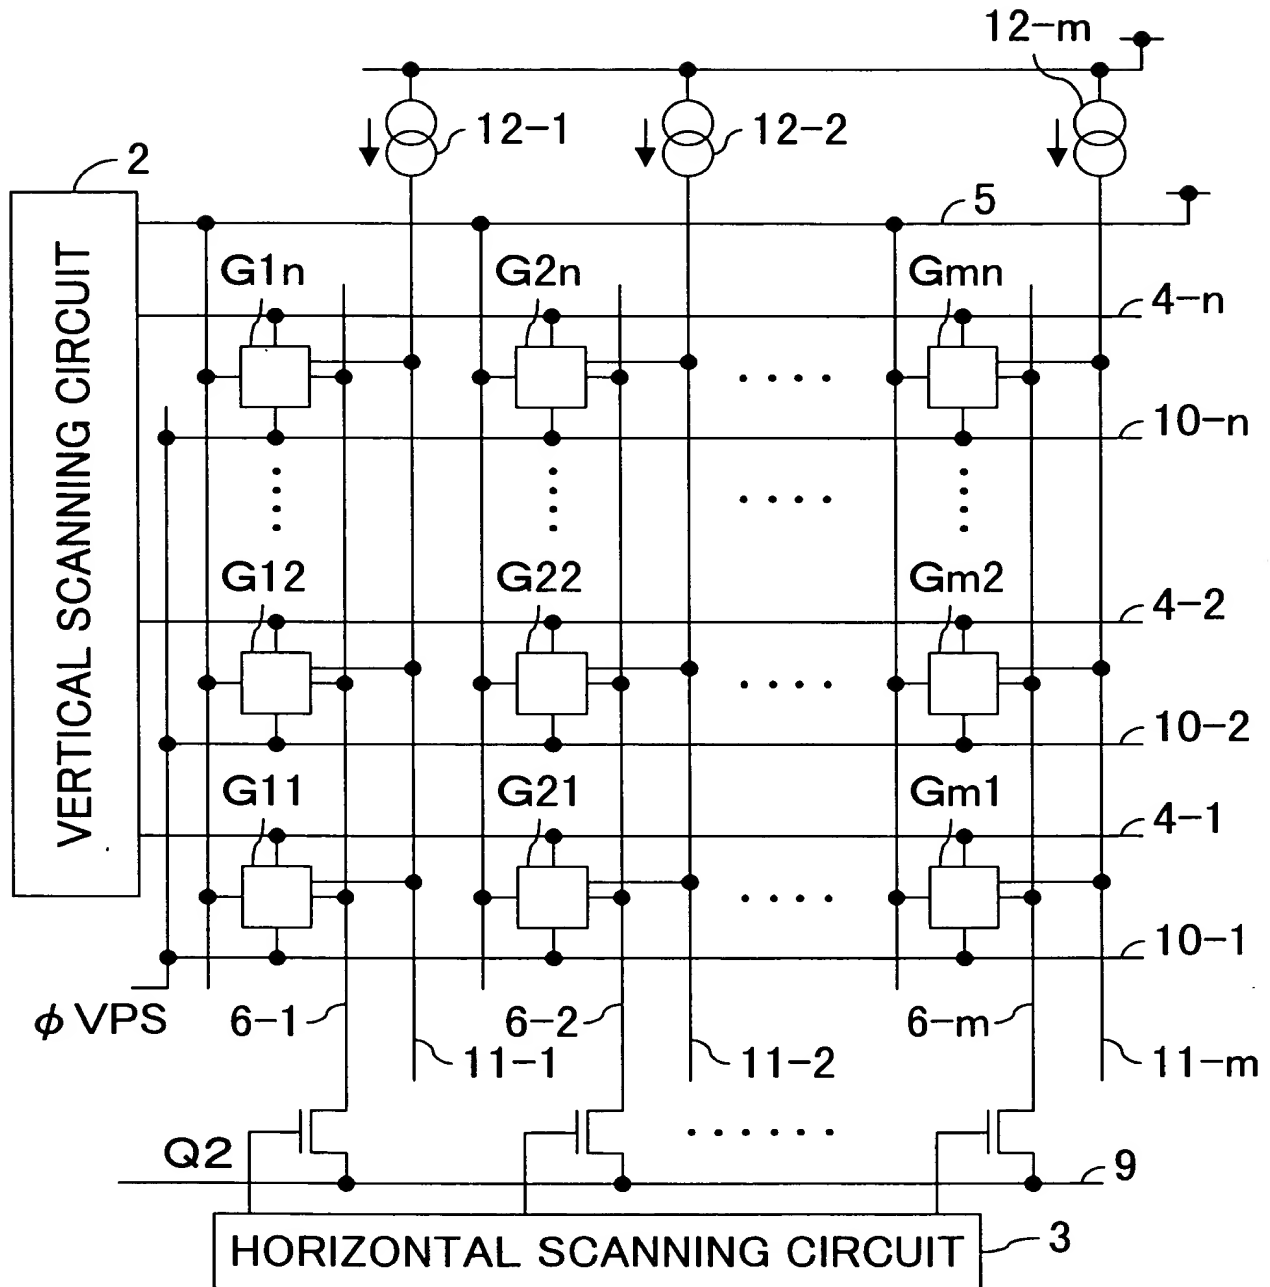 12-m
12-1
12-2
2
5
VERTICAL SCANNING CIRCUIT
G1n
G2n
Gmn
4-n
10-n
G12
G22
Gm2
4-2
10-2
G11
G21
Gm1
4-1
10-1
φVPS
6-1
6-2
6-m
11-1
11-2
11-m
Q2
9
HORIZONTAL SCANNING CIRCUIT
3